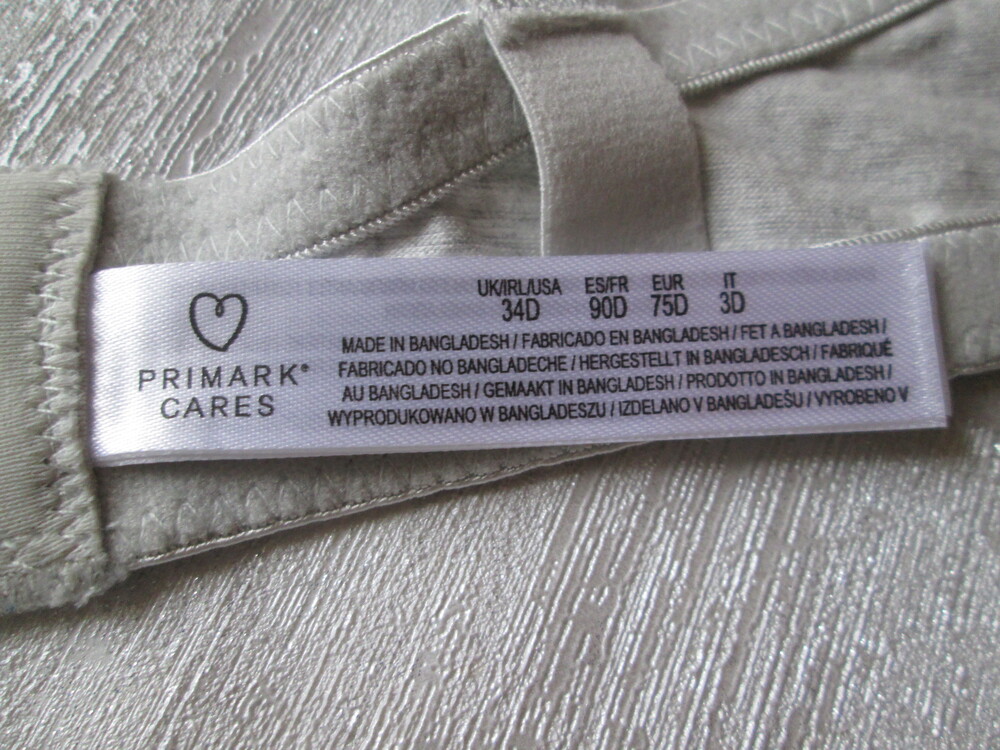 PRIMARK®
CARES
UK/IRL/USA ES/FR EUR IT
34D 90D 75D 3D
MADE IN BANGLADESH / FABRICADO EN BANGLADESH / FET A BANGLADESH /
FABRICADO NO BANGLADECHE / HERGESTELLT IN BANGLADESCH / FABRIQUÉ
AU BANGLADESH / GEMAAKT IN BANGLADESH / PRODOTTO IN BANGLADESH /
WYPRODUKOWANO W BANGLADESZU / IZDELANO V BANGLADEŠU / VYROBENO V